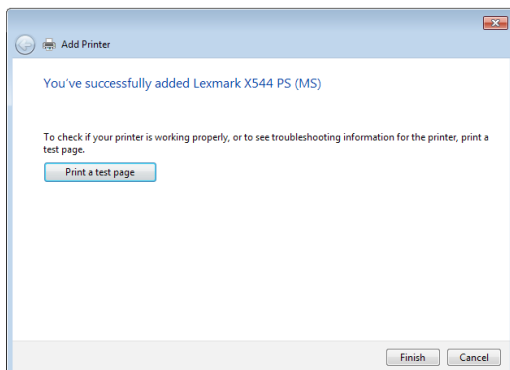 Add Printer
You've successfully added Lexmark X544 PS (MS)
To check if your printer is working properly, or to see troubleshooting information for the printer, print a
test page.
Print a test page
Finish Cancel